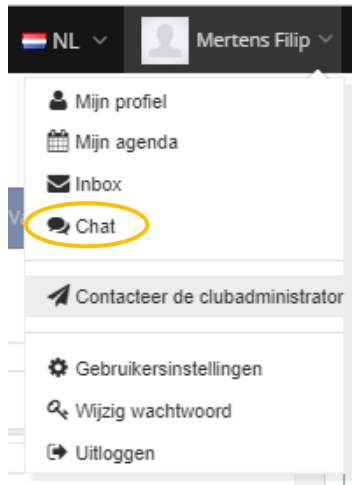 NL Mertens Filip
Mijn profiel
Mijn agenda
Inbox
Chat
Contacteer de clubadministrator
Gebruikersinstellingen
Wijzig wachtwoord
Uitloggen